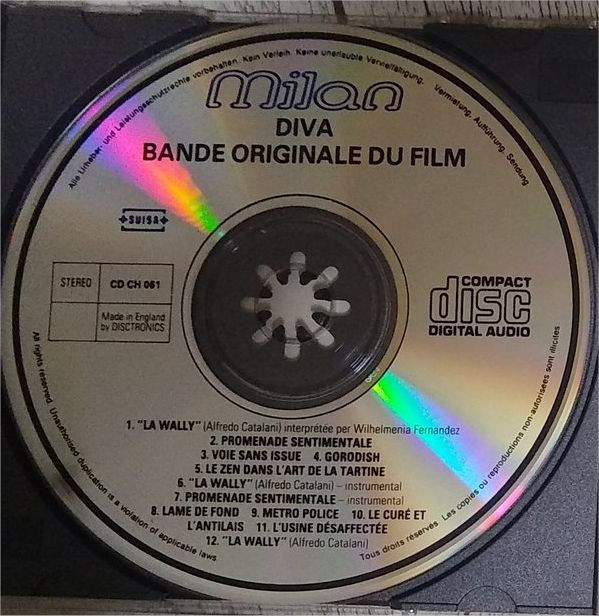 Alle Urheber- und Leistungsschutzrechte vorbehalten. Kein Verleih. Keine unerlaubte Vervielfältigung. Vermietung, Aufführung, Sendung
milan
DIVA
BANDE ORIGINALE DU FILM
SUISA
STEREO
CD CH 061
Made in England
by DISCTRONICS
COMPACT
disc
DIGITAL AUDIO
1. "LA WALLY" (Alfredo Catalani) interprétée par Wilhelmenia Fernandez
2. PROMENADE SENTIMENTALE
3. VOIE SANS ISSUE 4. GORODISH
5. LE ZEN DANS L'ART DE LA TARTINE
6. "LA WALLY" (Alfredo Catalani) – instrumental
7. PROMENADE SENTIMENTALE – instrumental
8. LAME DE FOND 9. METRO POLICE 10. LE CURÉ ET
L'ANTILAIS 11. L'USINE DÉSAFFECTÉE
12. "LA WALLY" (Alfredo Catalani)
All rights reserved. Unauthorised duplication is a violation of applicable laws
Tous droits réservés. Les copies ou reproductions non-autorisées sont illicites